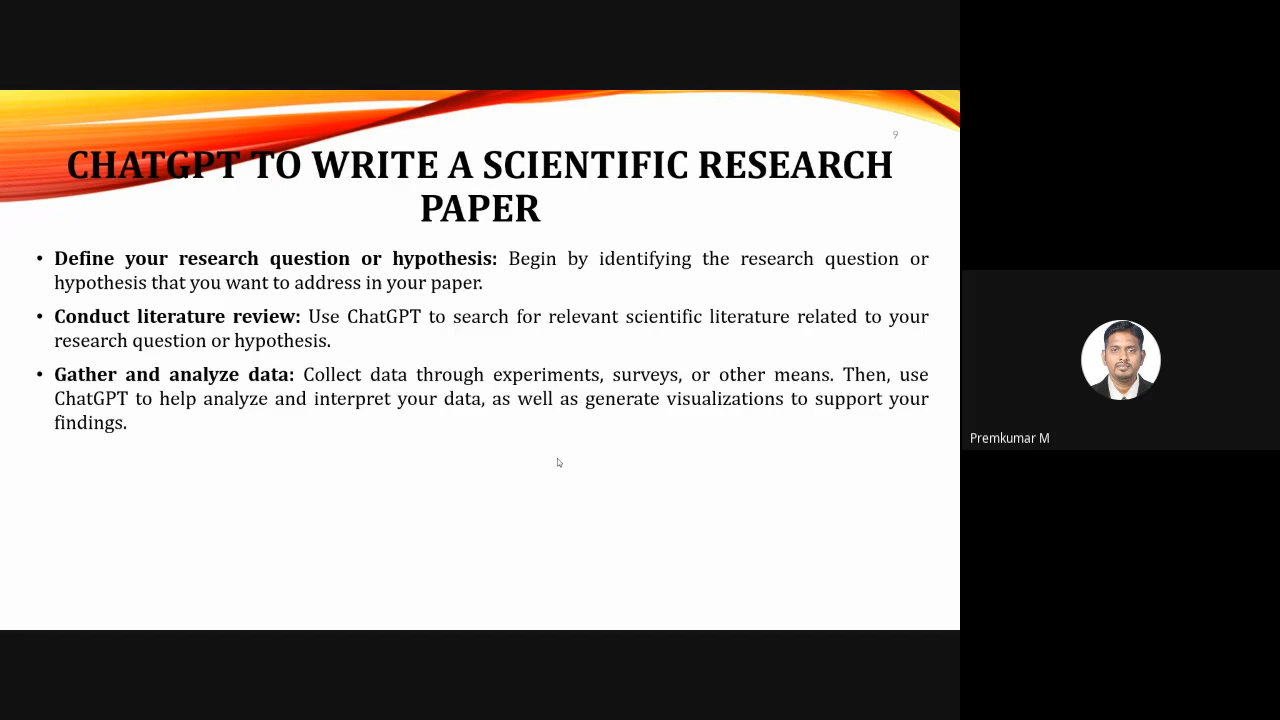 9
CHATGPT TO WRITE A SCIENTIFIC RESEARCH
PAPER
• Define your research question or hypothesis: Begin by identifying the research question or
hypothesis that you want to address in your paper.
• Conduct literature review: Use ChatGPT to search for relevant scientific literature related to your
research question or hypothesis.
• Gather and analyze data: Collect data through experiments, surveys, or other means. Then, use
ChatGPT to help analyze and interpret your data, as well as generate visualizations to support your
findings.
Premkumar M